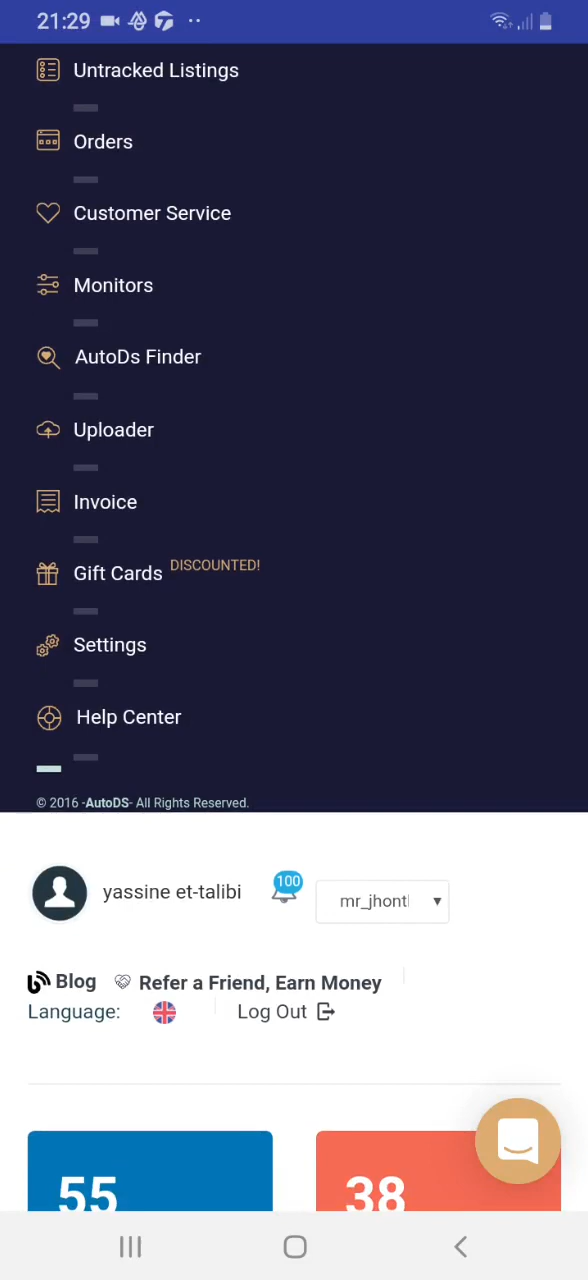 21:29
Untracked Listings
Orders
Customer Service
Monitors
AutoDs Finder
Uploader
Invoice
Gift Cards DISCOUNTED!
Settings
Help Center
© 2016 -AutoDS- All Rights Reserved.
yassine et-talibi 100 mr_jhontl
Blog Refer a Friend, Earn Money
Language: Log Out
55 38